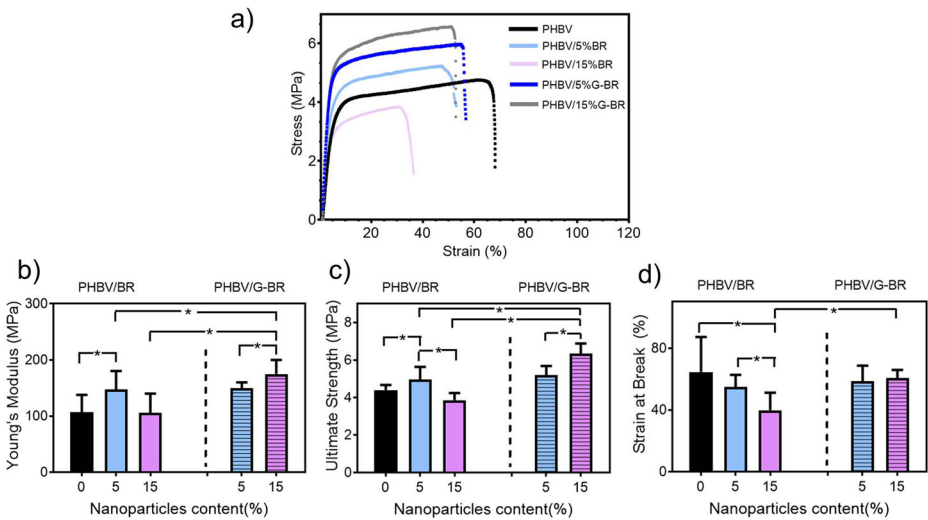 a)
Stress (MPa)
6
4
2
0
20 40 60 80 100 120
Strain (%)
PHBV
PHBV/5%BR
PHBV/15%BR
PHBV/5%G-BR
PHBV/15%G-BR
b)
PHBV/BR PHBV/G-BR
Young's Modulus (MPa)
300
200
100
0
*
*
* *
0 5 15 5 15
Nanoparticles content(%)
c)
PHBV/BR PHBV/G-BR
Ultimate Strength (MPa)
8
6
4
2
0
*
*
* * *
0 5 15 5 15
Nanoparticles content(%)
d)
PHBV/BR PHBV/G-BR
Strain at Break (%)
80
40
0
* *
*
0 5 15 5 15
Nanoparticles content(%)